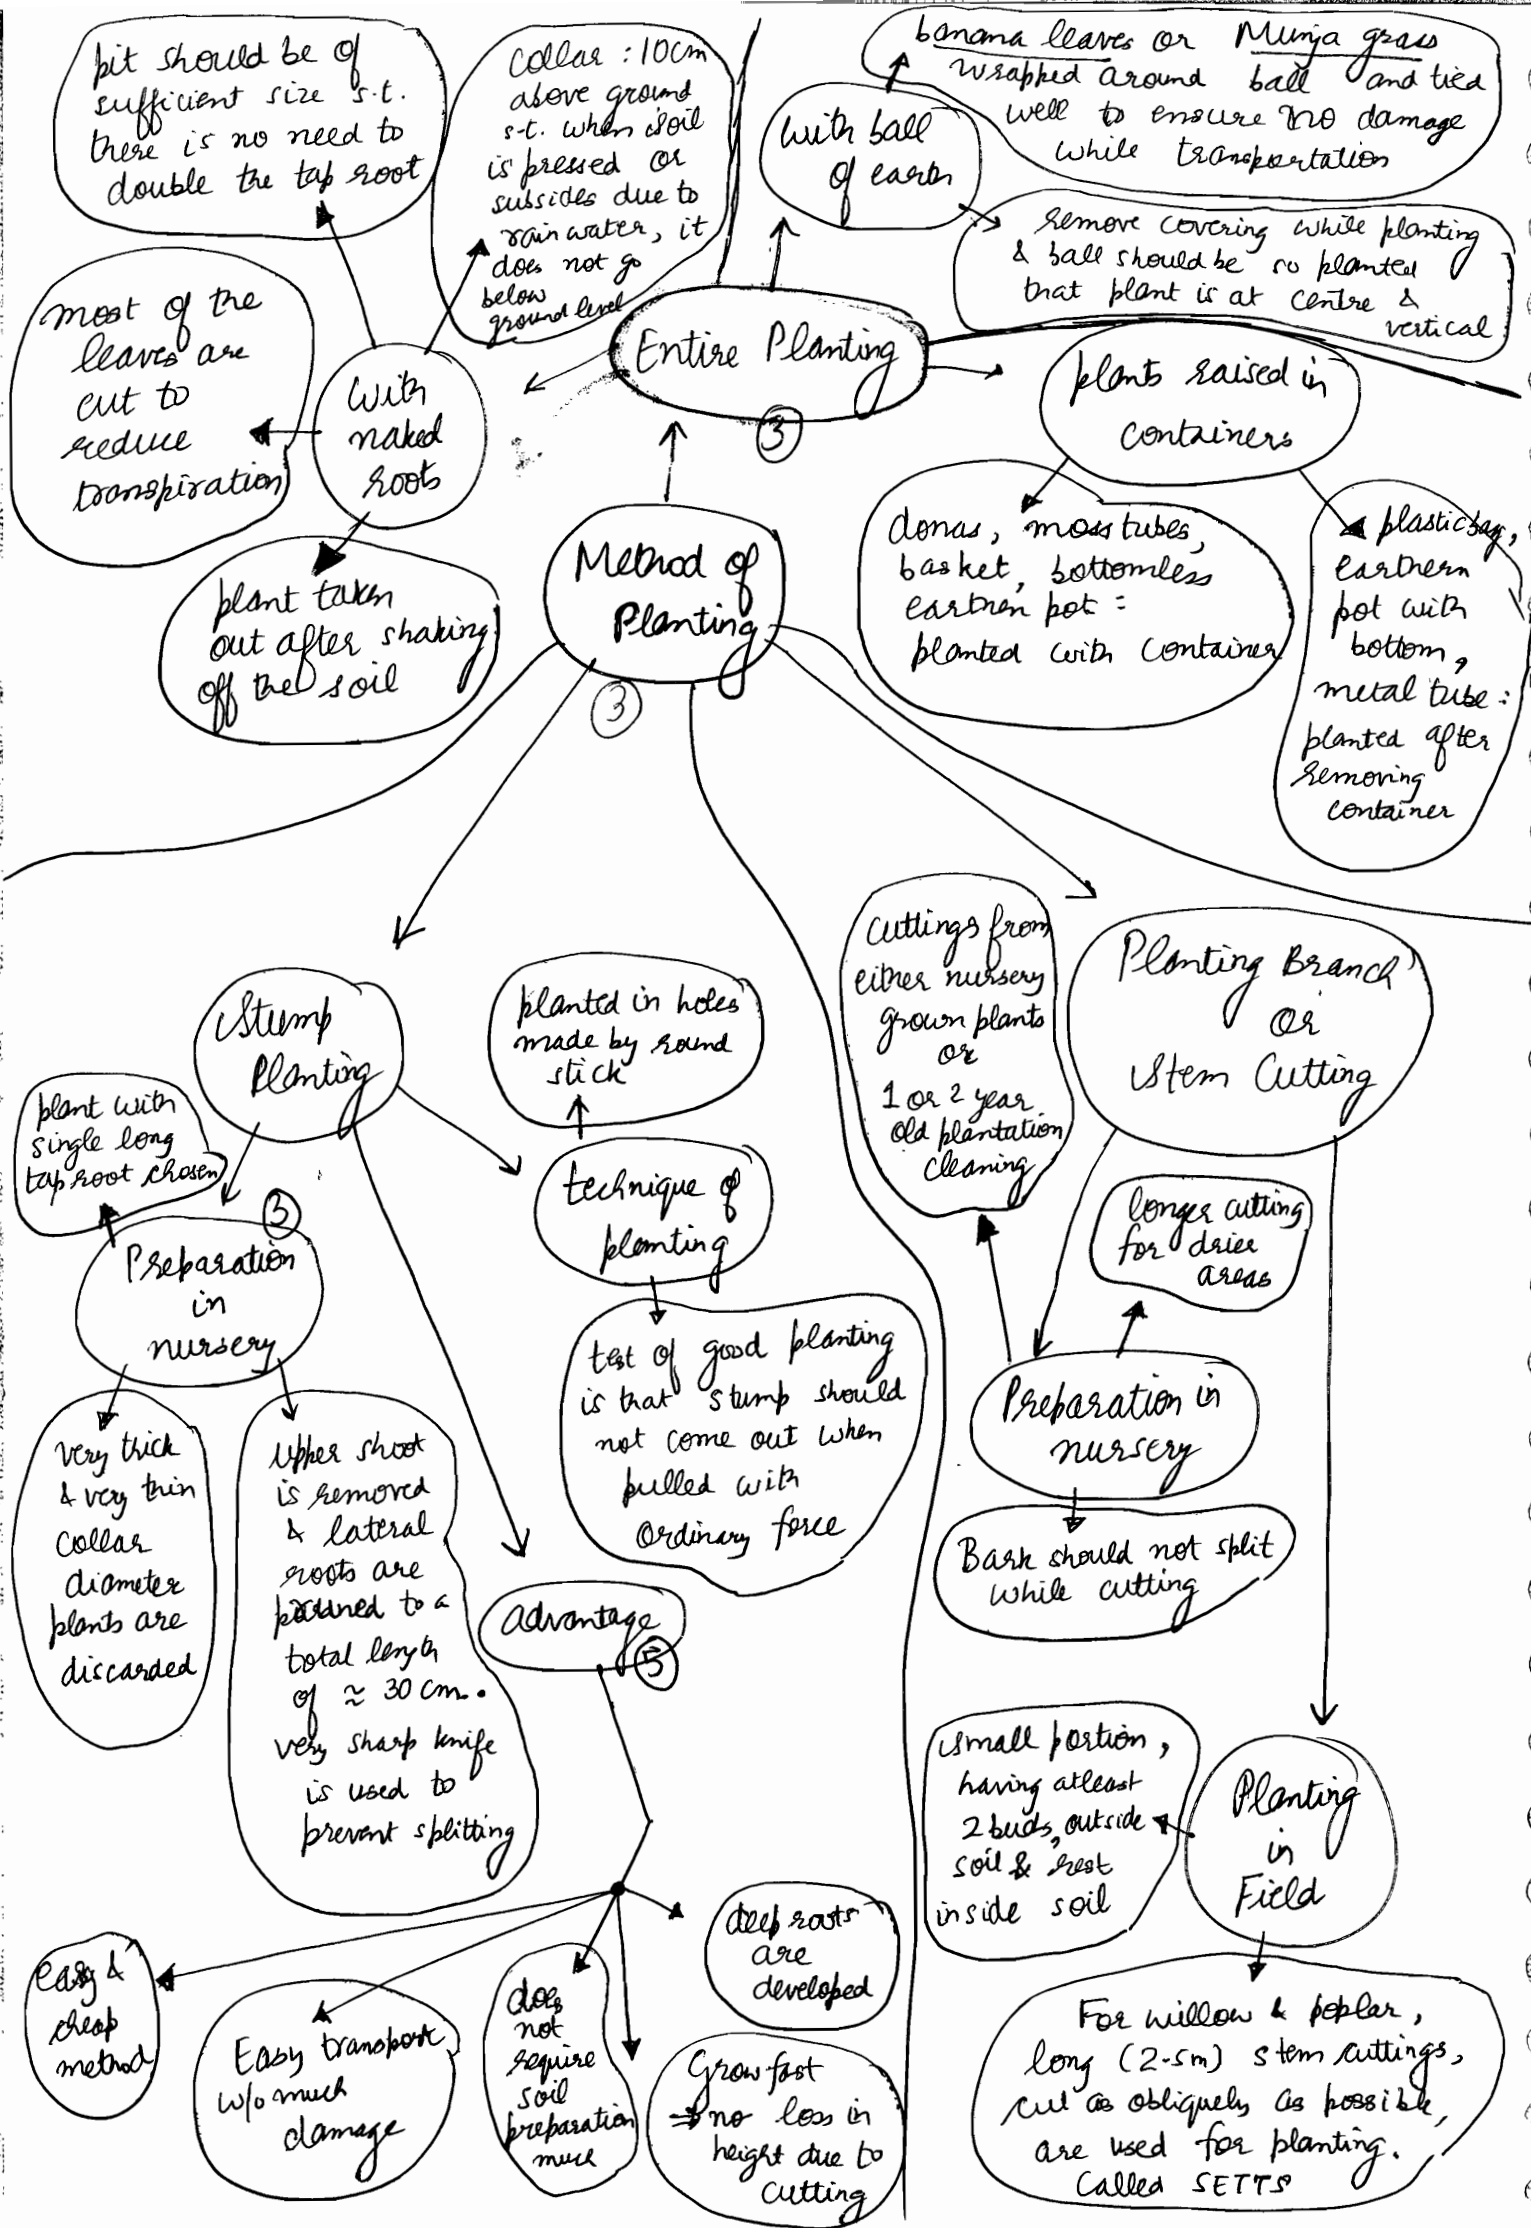 pit should be of
sufficient size s.t.
there is no need to
double the tap root
collar : 10cm
above ground
s.t. when soil
is pressed or
subsides due to
rain water, it
does not go
below
ground level
banana leaves or Munja grass
wrapped around ball and tied
well to ensure no damage
while transportation
with ball
of earth
remove covering while planting
& ball should be so planted
that plant is at centre &
vertical
Entire Planting
3
most of the
leaves are
cut to
reduce
transpiration
With
naked
roots
plant taken
out after shaking
off the soil
plants raised in
containers
donas, moss tubes,
basket, bottomless
earthen pot :
planted with container
plastic bag,
earthern
pot with
bottom,
metal tube :
planted after
removing
container
Method of
Planting
3
Stump
Planting
planted in holes
made by round
stick
technique of
planting
test of good planting
is that stump should
not come out when
pulled with
ordinary force
plant with
single long
tap root chosen
3
Preparation
in
nursery
very thick
& very thin
collar
diameter
plants are
discarded
Upper shoot
is removed
& lateral
roots are
pruned to a
total length
of ≈ 30 cm.
very sharp knife
is used to
prevent splitting
advantage
5
easy &
cheap
method
Easy transport
w/o much
damage
does
not
require
soil
preparation
much
Grow fast
⇒ no loss in
height due to
cutting
deep roots
are
developed
Planting Branch
or
Stem Cutting
cuttings from
either nursery
grown plants
or
1 or 2 year
old plantation
cleaning
longer cutting
for drier
areas
Preparation in
nursery
Bark should not split
while cutting
Planting
in
Field
small portion,
having atleast
2 buds, outside
soil & rest
inside soil
For willow & poplar,
long (2-5m) stem cuttings,
cut as obliquely as possible,
are used for planting.
Called SETTS